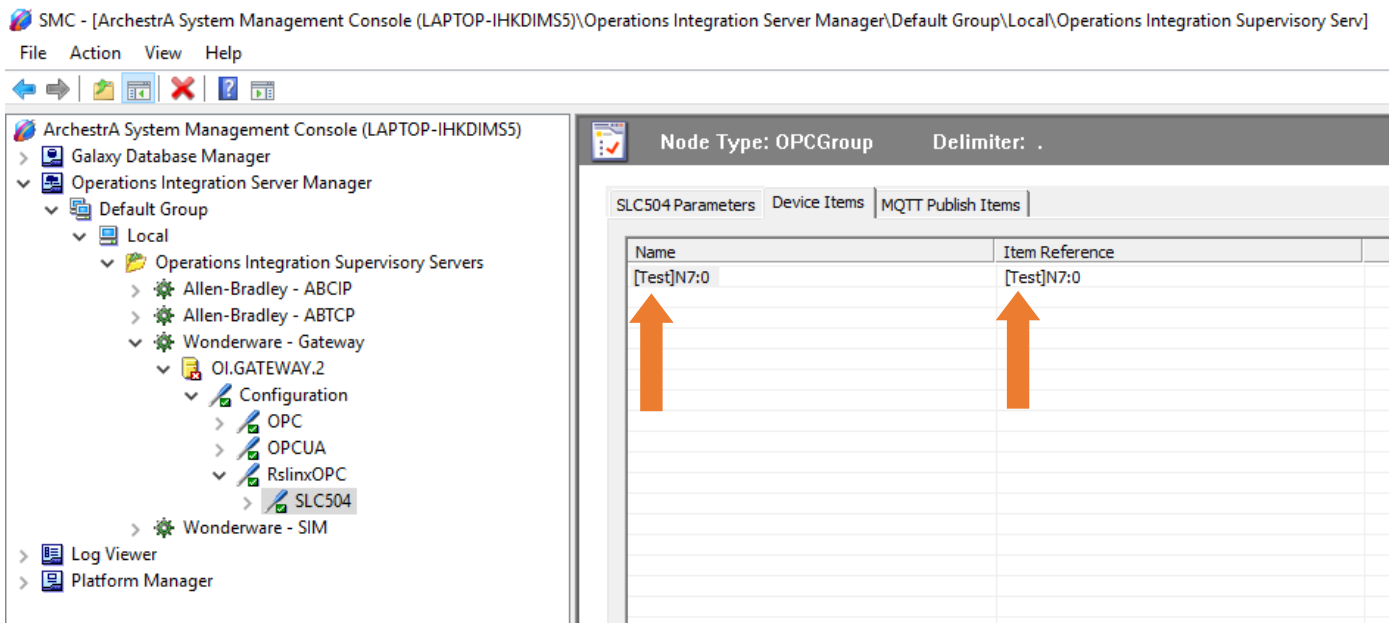 SMC - [ArchestrA System Management Console (LAPTOP-IHKDIMS5)\Operations Integration Server Manager\Default Group\Local\Operations Integration Supervisory Serv]
File Action View Help
ArchestrA System Management Console (LAPTOP-IHKDIMS5)
Galaxy Database Manager
Operations Integration Server Manager
Default Group
Local
Operations Integration Supervisory Servers
Allen-Bradley - ABCIP
Allen-Bradley - ABTCP
Wonderware - Gateway
OI.GATEWAY.2
Configuration
OPC
OPCUA
RslinxOPC
SLC504
Wonderware - SIM
Log Viewer
Platform Manager
Node Type: OPCGroup Delimiter: .
SLC504 Parameters Device Items MQTT Publish Items
Name Item Reference
[Test]N7:0 [Test]N7:0